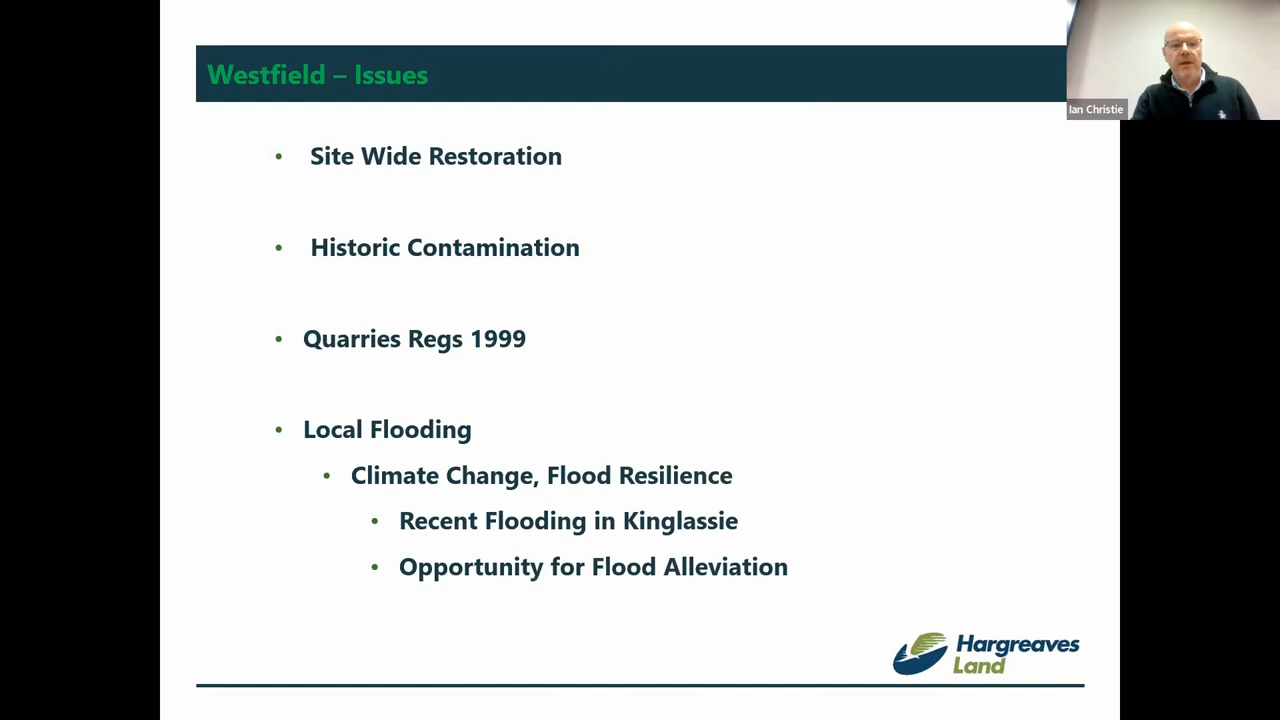 Westfield – Issues
Ian Christie
• Site Wide Restoration
• Historic Contamination
• Quarries Regs 1999
• Local Flooding
• Climate Change, Flood Resilience
• Recent Flooding in Kinglassie
• Opportunity for Flood Alleviation
Hargreaves
Land